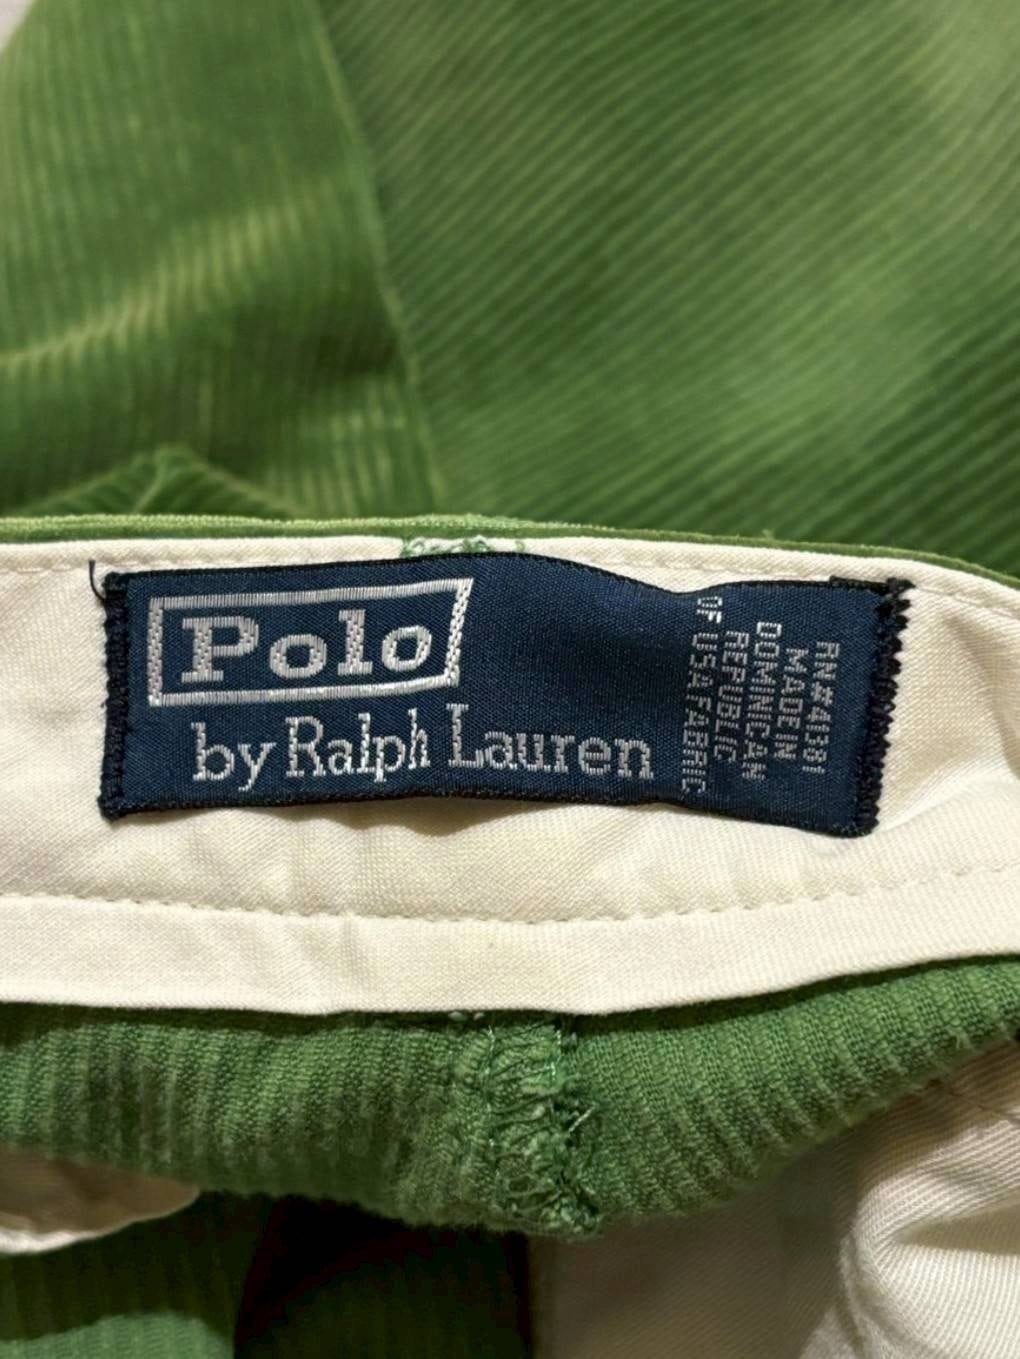 Polo
by Ralph Lauren
RN#41381
MADE IN
DOMINICAN
REPUBLIC
OF USA FABRIC